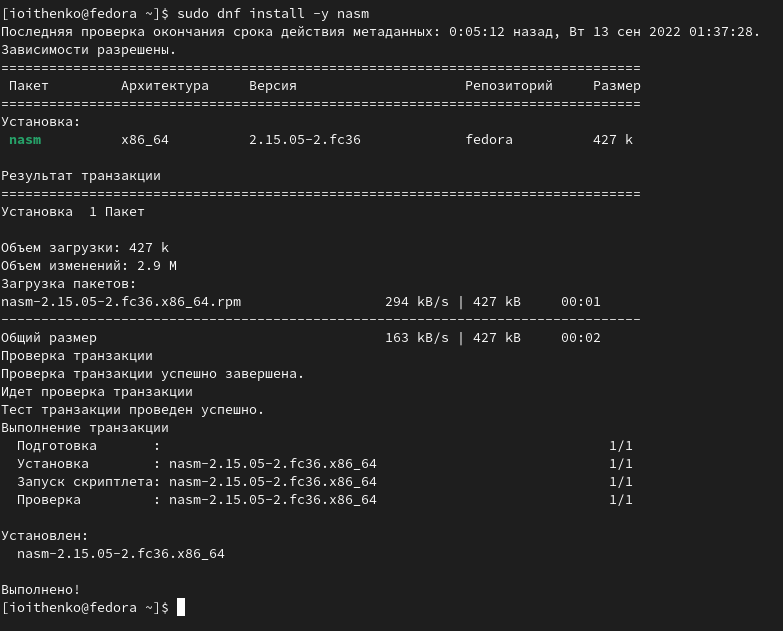 [ioithenko@fedora ~]$ sudo dnf install -y nasm
Последняя проверка окончания срока действия метаданных: 0:05:12 назад, Вт 13 сен 2022 01:37:28.
Зависимости разрешены.
================================================================================
 Пакет         Архитектура     Версия                     Репозиторий     Размер
================================================================================
Установка:
 nasm          x86_64          2.15.05-2.fc36             fedora          427 k

Результат транзакции
================================================================================
Установка  1 Пакет

Объем загрузки: 427 k
Объем изменений: 2.9 M
Загрузка пакетов:
nasm-2.15.05-2.fc36.x86_64.rpm                  294 kB/s | 427 kB     00:01
--------------------------------------------------------------------------------
Общий размер                                    163 kB/s | 427 kB     00:02
Проверка транзакции
Проверка транзакции успешно завершена.
Идет проверка транзакции
Тест транзакции проведен успешно.
Выполнение транзакции
  Подготовка       :                                                        1/1
  Установка        : nasm-2.15.05-2.fc36.x86_64                             1/1
  Запуск скриптлета: nasm-2.15.05-2.fc36.x86_64                             1/1
  Проверка         : nasm-2.15.05-2.fc36.x86_64                             1/1

Установлен:
  nasm-2.15.05-2.fc36.x86_64

Выполнено!
[ioithenko@fedora ~]$